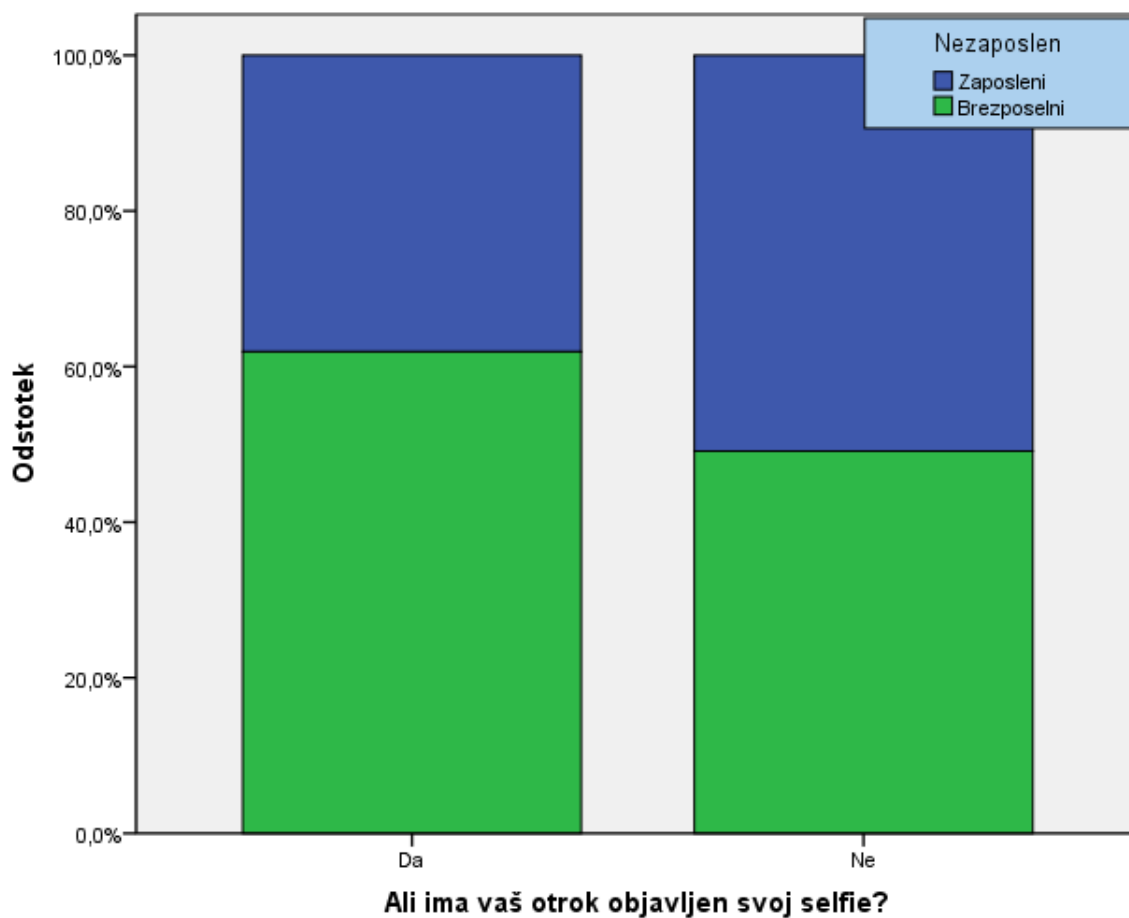 Nezaposlen
Zaposleni
Brezposelni
100,0%
80,0%
60,0%
40,0%
20,0%
0,0%
Odstotek
Da
Ne
Ali ima vaš otrok objavljen svoj selfie?